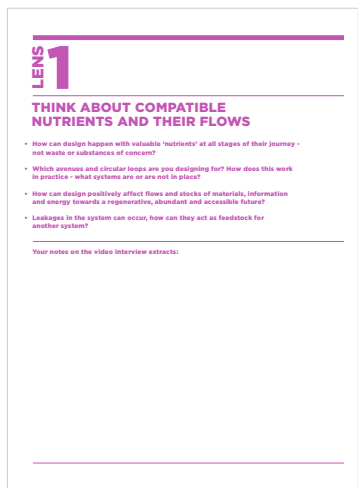 LENS 1
THINK ABOUT COMPATIBLE
NUTRIENTS AND THEIR FLOWS
• How can design happen with valuable ‘nutrients’ at all stages of their journey -
not waste or substances of concern?
• Which avenues and circular loops are you designing for? How does this work
in practice - what systems are or are not in place?
• How can design positively affect flows and stocks of materials, information
and energy towards a regenerative, abundant and accessible future?
• Leakages in the system can occur, how can they act as feedstock for
another system?
Your notes on the video interview extracts: